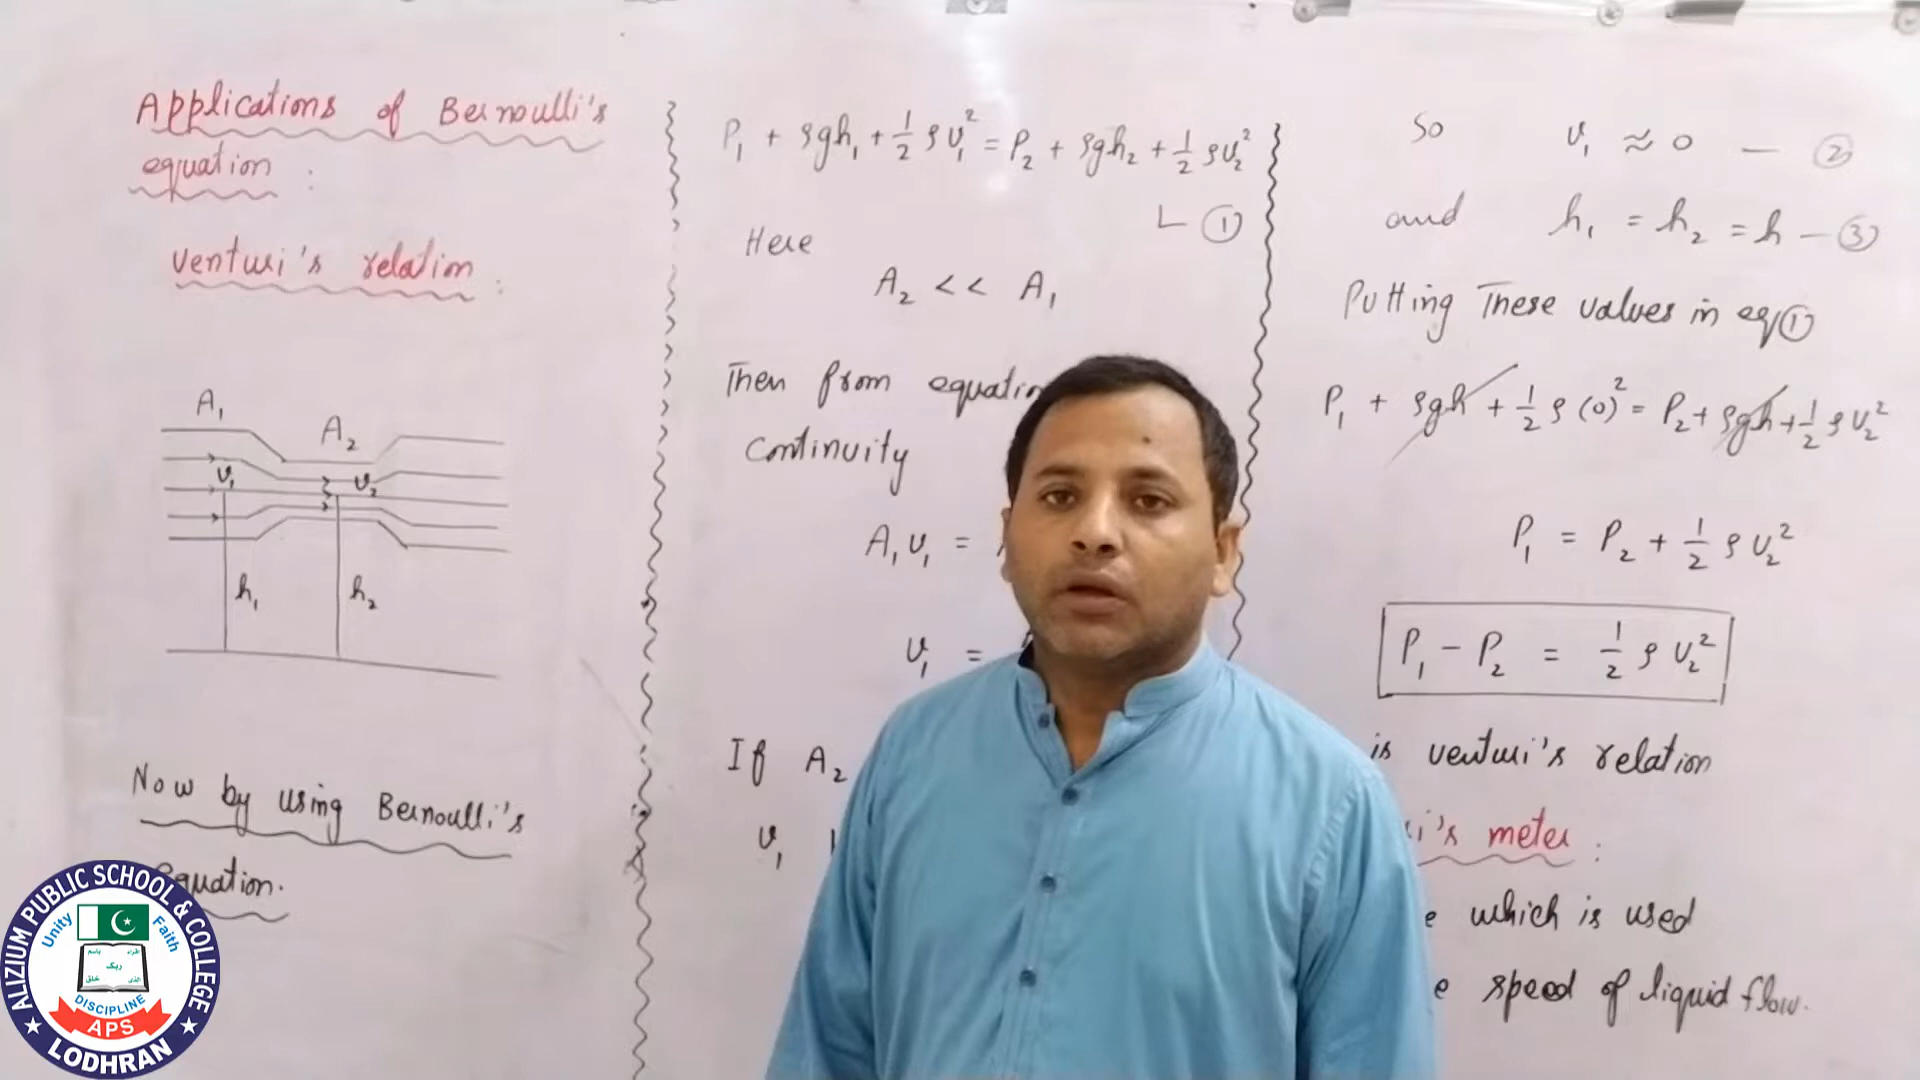 Applications of Bernoulli's
equation :
Venturi's relation :
A₁
A₂
v₁
v₂
h₁
h₂
Now by using Bernoulli's
equation.
P₁ + ρgh₁ + 1/2 ρv₁² = P₂ + ρgh₂ + 1/2 ρv₂²
①
Here
A₂ << A₁
Then from
continuity
A₁v₁ =
v₁ =
If A₂
v₁
So v₁ ≈ 0 — ②
and h₁ = h₂ = h — ③
Putting These values in eq ①
P₁ + ρgh + 1/2 ρ(0)² = P₂ + ρgh + 1/2 ρv₂²
P₁ = P₂ + 1/2 ρv₂²
P₁ - P₂ = 1/2 ρv₂²
is venturi's relation
i's meter :
e which is used
e speed of liquid flow.
ALIZIUM PUBLIC SCHOOL & COLLEGE
Unity
Faith
DISCIPLINE
APS
LODHRAN